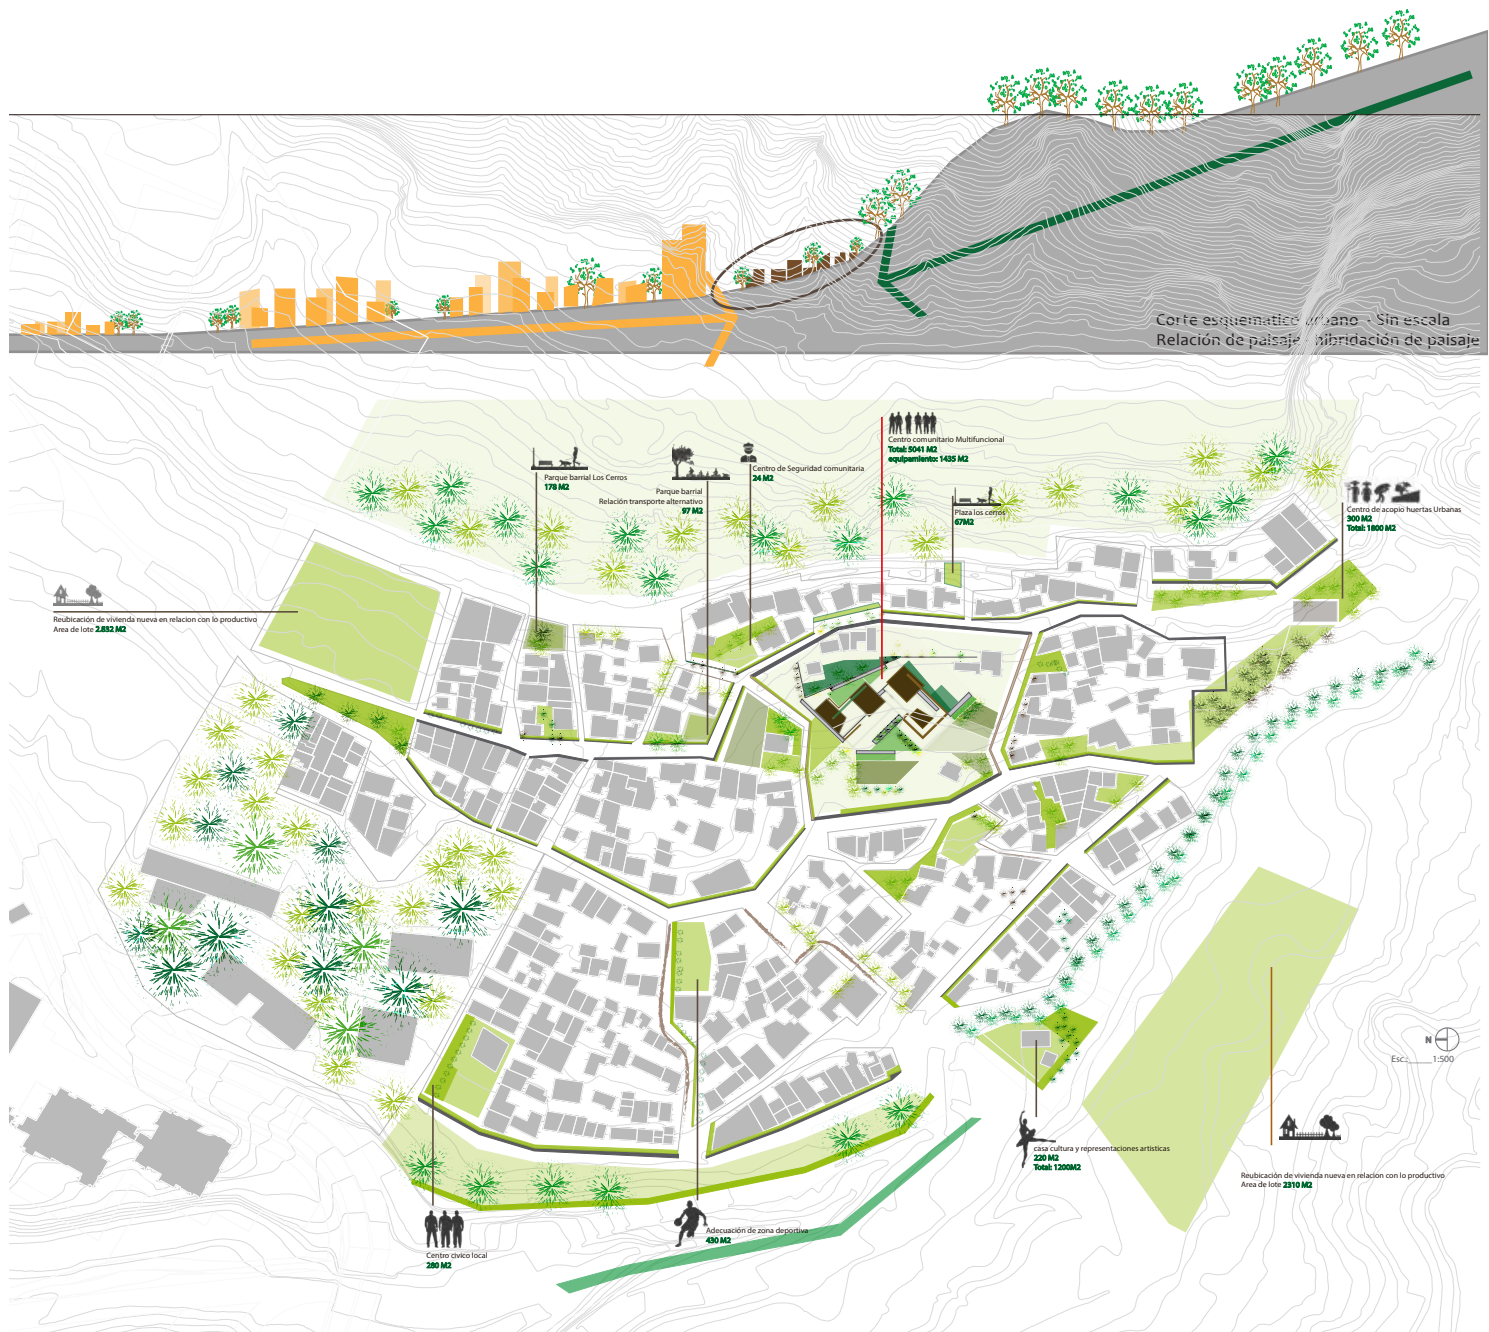 Corte esquematico urbano - Sin escala
Relación de paisaje - hibridación de paisaje
Centro comunitario Multifuncional
Total: 5041 M2
equipamiento: 1435 M2
Parque barrial Los Cerros
178 M2
Centro de Seguridad comunitaria
24 M2
Parque barrial
Relación transporte alternativo
97 M2
Plaza los cerros
67M2
Centro de acopio huertas Urbanas
300 M2
Total: 1800 M2
Reubicación de vivienda nueva en relacion con lo productivo
Area de lote 2.832 M2
N
Esc.:____1:500
casa cultura y representaciones artisticas
220 M2
Total: 1200M2
Reubicación de vivienda nueva en relacion con lo productivo
Area de lote 2310 M2
Adecuación de zona deportiva
430 M2
Centro civico local
280 M2